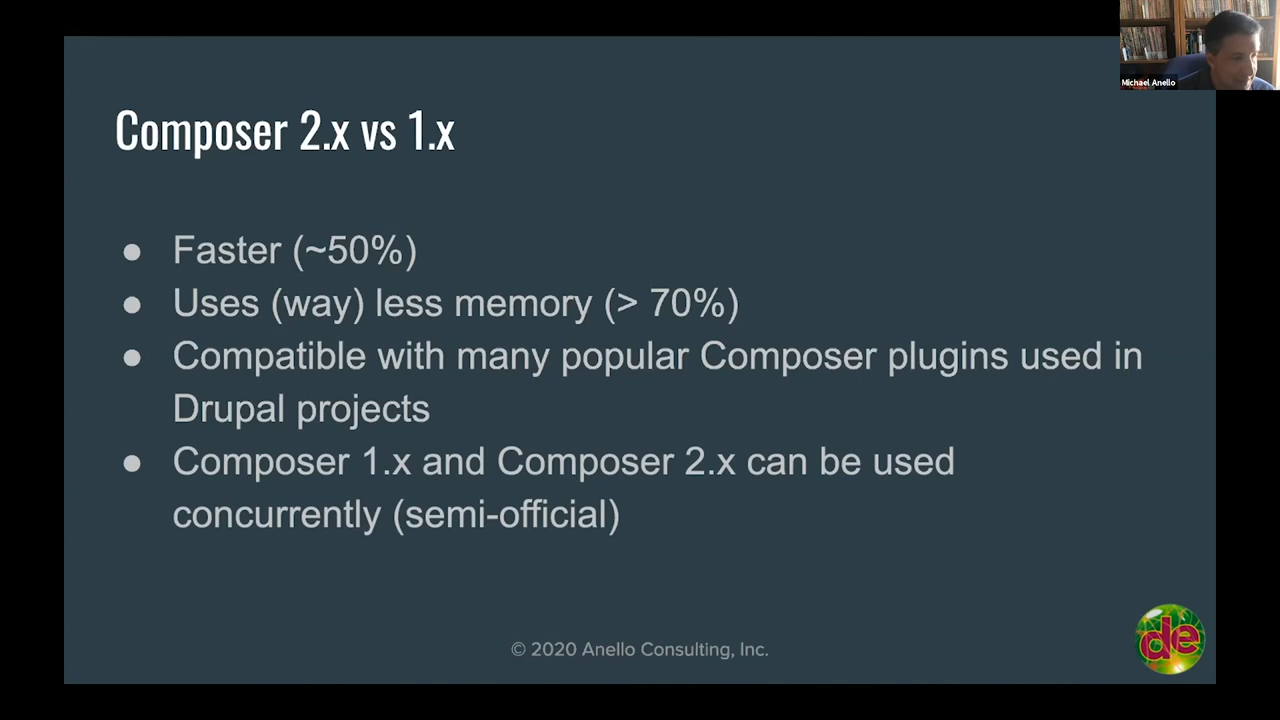 Michael Anello
Composer 2.x vs 1.x
● Faster (~50%)
● Uses (way) less memory (> 70%)
● Compatible with many popular Composer plugins used in
Drupal projects
● Composer 1.x and Composer 2.x can be used
concurrently (semi-official)
© 2020 Anello Consulting, Inc.
de